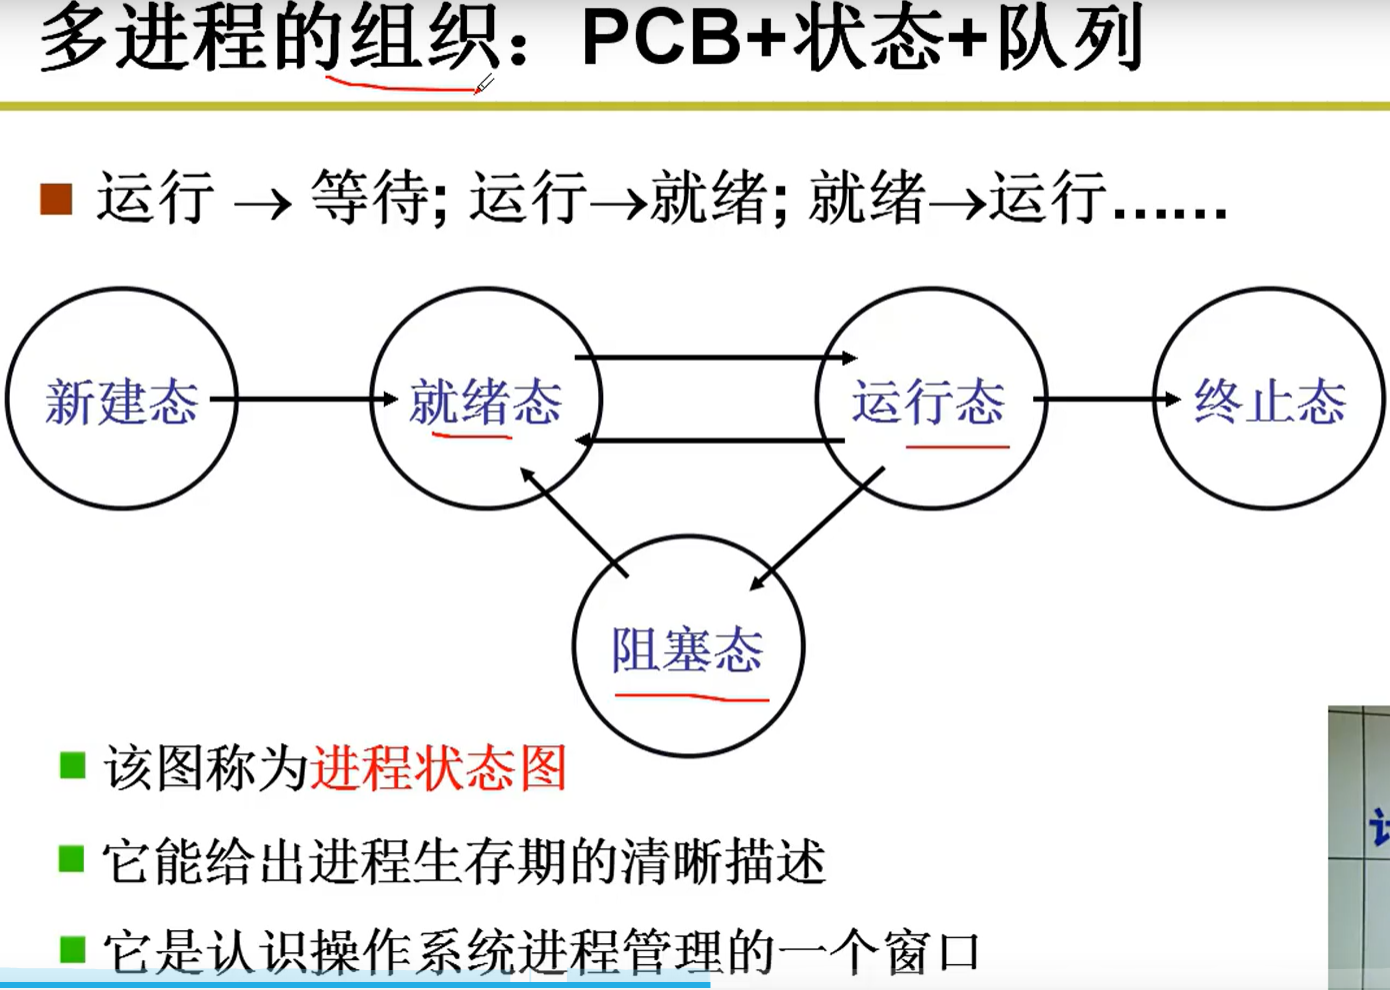 多进程的组织：PCB+状态+队列
运行 → 等待; 运行→就绪; 就绪→运行……
新建态
就绪态
运行态
终止态
阻塞态
该图称为进程状态图
它能给出进程生存期的清晰描述
它是认识操作系统进程管理的一个窗口